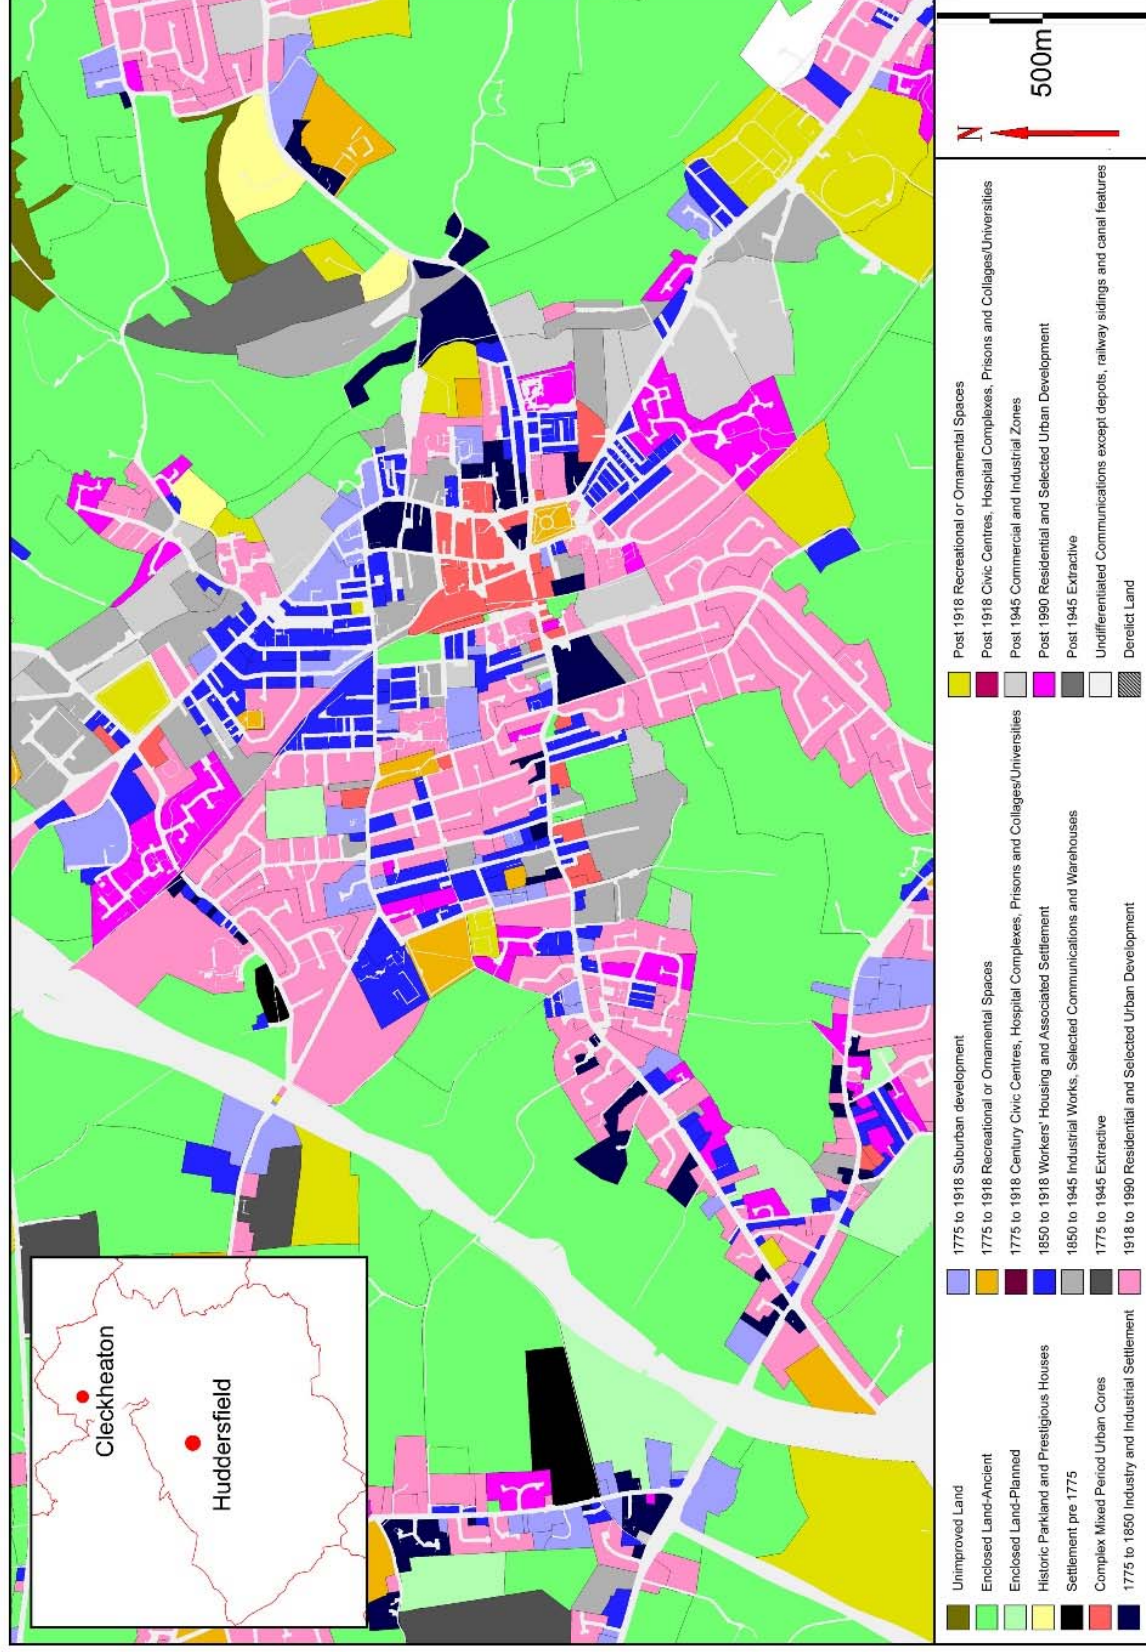 Cleckheaton
Huddersfield
Unimproved Land
Enclosed Land-Ancient
Enclosed Land-Planned
Historic Parkland and Prestigious Houses
Settlement pre 1775
Complex Mixed Period Urban Cores
1775 to 1850 Industry and Industrial Settlement
1775 to 1918 Suburban development
1775 to 1918 Recreational or Ornamental Spaces
1775 to 1918 Century Civic Centres, Hospital Complexes, Prisons and Collages/Universities
1850 to 1918 Workers' Housing and Associated Settlement
1850 to 1945 Industrial Works, Selected Communications and Warehouses
1775 to 1945 Extractive
1918 to 1990 Residential and Selected Urban Development
Post 1918 Recreational or Ornamental Spaces
Post 1918 Civic Centres, Hospital Complexes, Prisons and Collages/Universities
Post 1945 Commercial and Industrial Zones
Post 1990 Residential and Selected Urban Development
Post 1945 Extractive
Undifferentiated Communications except depots, railway sidings and canal features
Derelict Land
N
500m